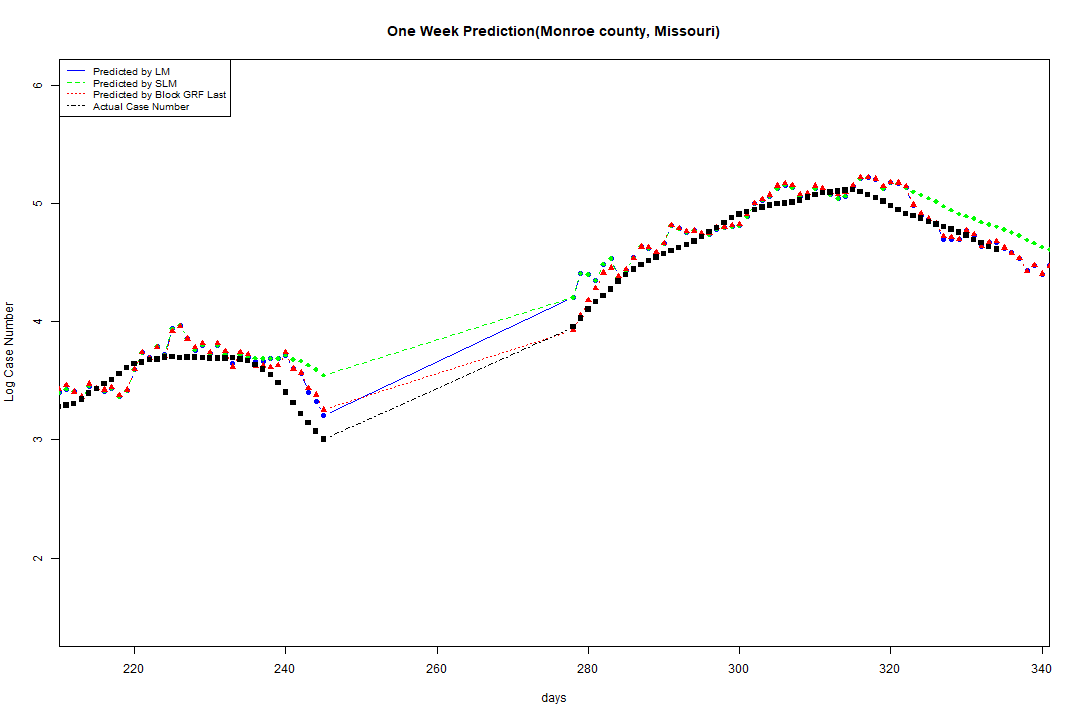 One Week Prediction(Monroe county, Missouri)
Predicted by LM
Predicted by SLM
Predicted by Block GRF Last
Actual Case Number
Log Case Number
6
5
4
3
2
220 240 260 280 300 320 340
days